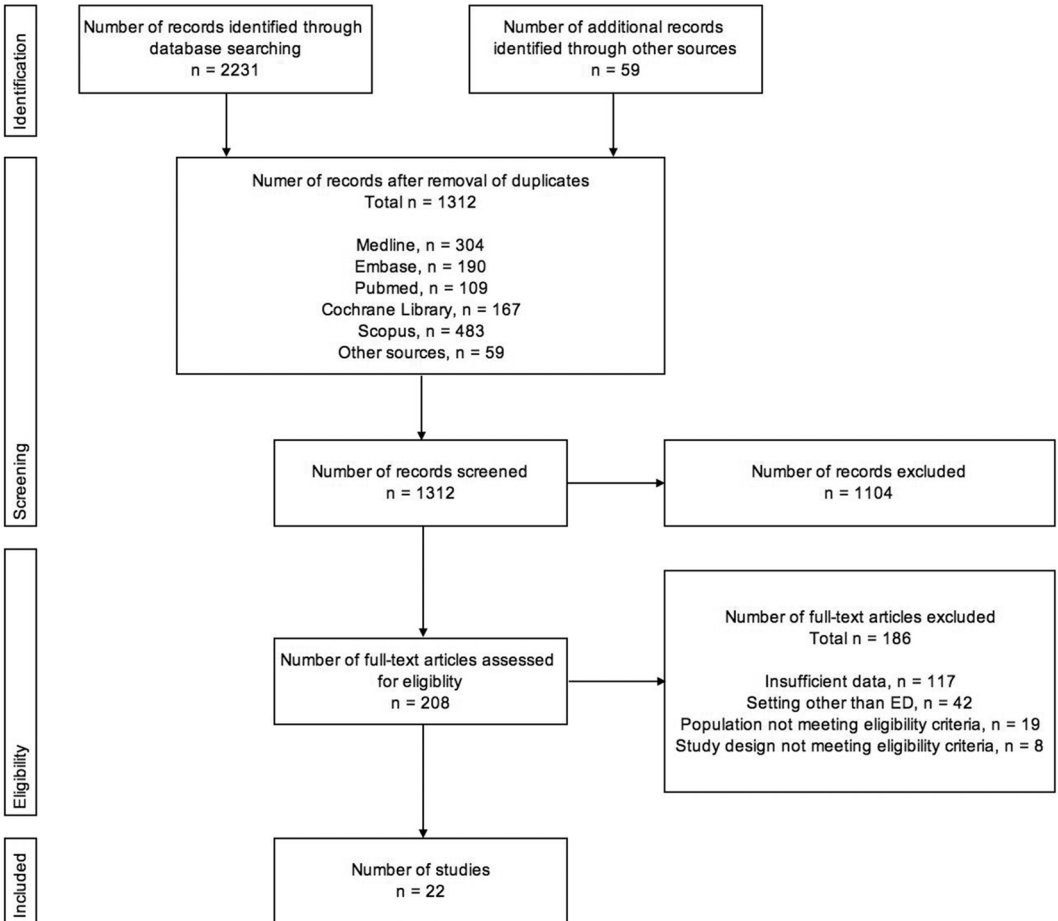 Identification
Number of records identified through
database searching
n = 2231
Number of additional records
identified through other sources
n = 59
Screening
Numer of records after removal of duplicates
Total n = 1312
Medline, n = 304
Embase, n = 190
Pubmed, n = 109
Cochrane Library, n = 167
Scopus, n = 483
Other sources, n = 59
Number of records screened
n = 1312
Number of records excluded
n = 1104
Eligibility
Number of full-text articles assessed
for eligiblity
n = 208
Number of full-text articles excluded
Total n = 186
Insufficient data, n = 117
Setting other than ED, n = 42
Population not meeting eligibility criteria, n = 19
Study design not meeting eligibility criteria, n = 8
Included
Number of studies
n = 22